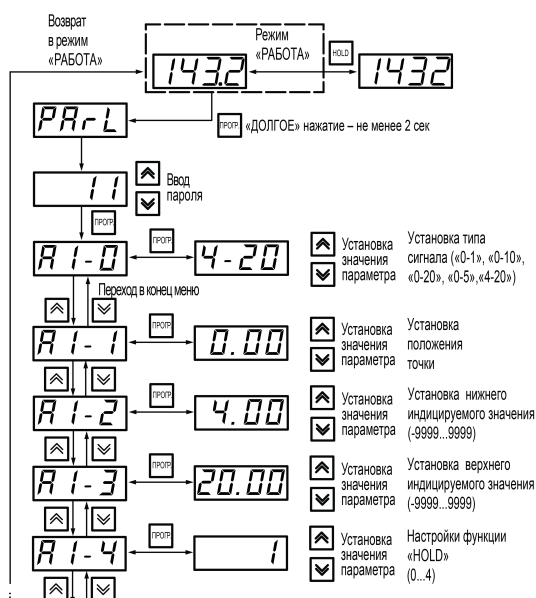 Возврат
в режим
«РАБОТА»
Режим
«РАБОТА»
143.2
HOLD
1432
PArL
ПРОГР.
«ДОЛГОЕ» нажатие – не менее 2 сек
11
Ввод
пароля
ПРОГР.
A1-0
ПРОГР.
4-20
Установка
значения
параметра
Установка типа
сигнала («0-1», «0-10»,
«0-20», «0-5»,«4-20»)
Переход в конец меню
A1-1
ПРОГР.
0.00
Установка
значения
параметра
Установка
положения
точки
A1-2
ПРОГР.
4.00
Установка
значения
параметра
Установка нижнего
индицируемого значения
(-9999...9999)
A1-3
ПРОГР.
20.00
Установка
значения
параметра
Установка верхнего
индицируемого значения
(-9999...9999)
A1-4
ПРОГР.
1
Установка
значения
параметра
Настройки функции
«HOLD»
(0...4)